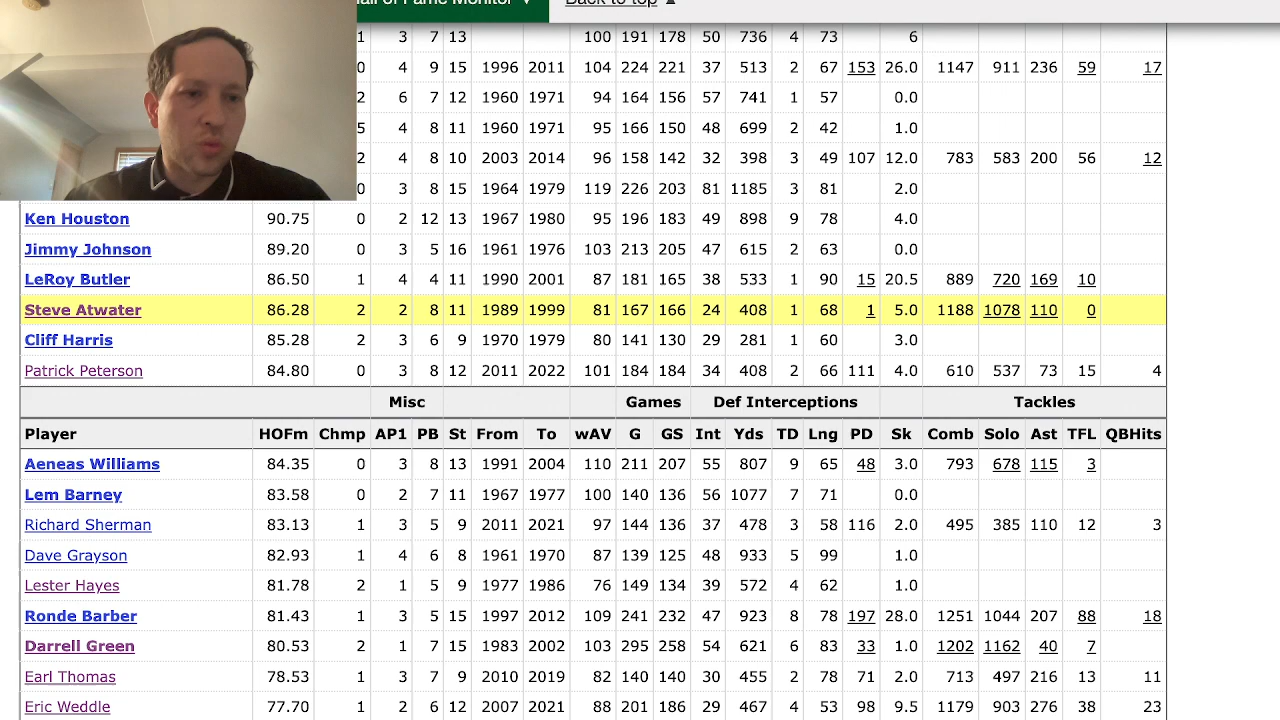 Hall of Fame Monitor ▼ Back to top ▲
1 3 7 13 100 191 178 50 736 4 73 6
0 4 9 15 1996 2011 104 224 221 37 513 2 67 153 26.0 1147 911 236 59 17
2 6 7 12 1960 1971 94 164 156 57 741 1 57 0.0
5 4 8 11 1960 1971 95 166 150 48 699 2 42 1.0
2 4 8 10 2003 2014 96 158 142 32 398 3 49 107 12.0 783 583 200 56 12
0 3 8 15 1964 1979 119 226 203 81 1185 3 81 2.0
Ken Houston 90.75 0 2 12 13 1967 1980 95 196 183 49 898 9 78 4.0
Jimmy Johnson 89.20 0 3 5 16 1961 1976 103 213 205 47 615 2 63 0.0
LeRoy Butler 86.50 1 4 4 11 1990 2001 87 181 165 38 533 1 90 15 20.5 889 720 169 10
Steve Atwater 86.28 2 2 8 11 1989 1999 81 167 166 24 408 1 68 1 5.0 1188 1078 110 0
Cliff Harris 85.28 2 3 6 9 1970 1979 80 141 130 29 281 1 60 3.0
Patrick Peterson 84.80 0 3 8 12 2011 2022 101 184 184 34 408 2 66 111 4.0 610 537 73 15 4
Misc Games Def Interceptions Tackles
Player HOFm Chmp AP1 PB St From To wAV G GS Int Yds TD Lng PD Sk Comb Solo Ast TFL QBHits
Aeneas Williams 84.35 0 3 8 13 1991 2004 110 211 207 55 807 9 65 48 3.0 793 678 115 3
Lem Barney 83.58 0 2 7 11 1967 1977 100 140 136 56 1077 7 71 0.0
Richard Sherman 83.13 1 3 5 9 2011 2021 97 144 136 37 478 3 58 116 2.0 495 385 110 12 3
Dave Grayson 82.93 1 4 6 8 1961 1970 87 139 125 48 933 5 99 1.0
Lester Hayes 81.78 2 1 5 9 1977 1986 76 149 134 39 572 4 62 1.0
Ronde Barber 81.43 1 3 5 15 1997 2012 109 241 232 47 923 8 78 197 28.0 1251 1044 207 88 18
Darrell Green 80.53 2 1 7 15 1983 2002 103 295 258 54 621 6 83 33 1.0 1202 1162 40 7
Earl Thomas 78.53 1 3 7 9 2010 2019 82 140 140 30 455 2 78 71 2.0 713 497 216 13 11
Eric Weddle 77.70 1 2 6 12 2007 2021 88 201 186 29 467 4 53 98 9.5 1179 903 276 38 23